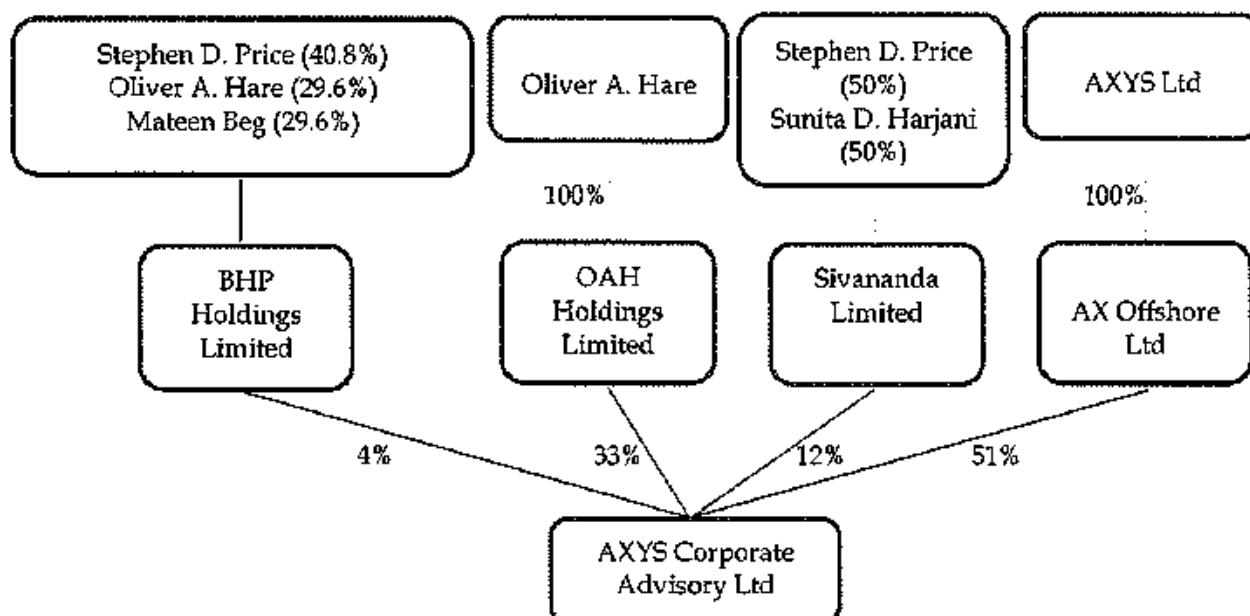 Stephen D. Price (40.8%)
Oliver A. Hare (29.6%)
Mateen Beg (29.6%)
Oliver A. Hare
Stephen D. Price
(50%)
Sunita D. Harjani
(50%)
AXYS Ltd
100%
100%
BHP
Holdings
Limited
OAH
Holdings
Limited
Sivananda
Limited
AX Offshore
Ltd
4%
33%
12%
51%
AXYS Corporate
Advisory Ltd